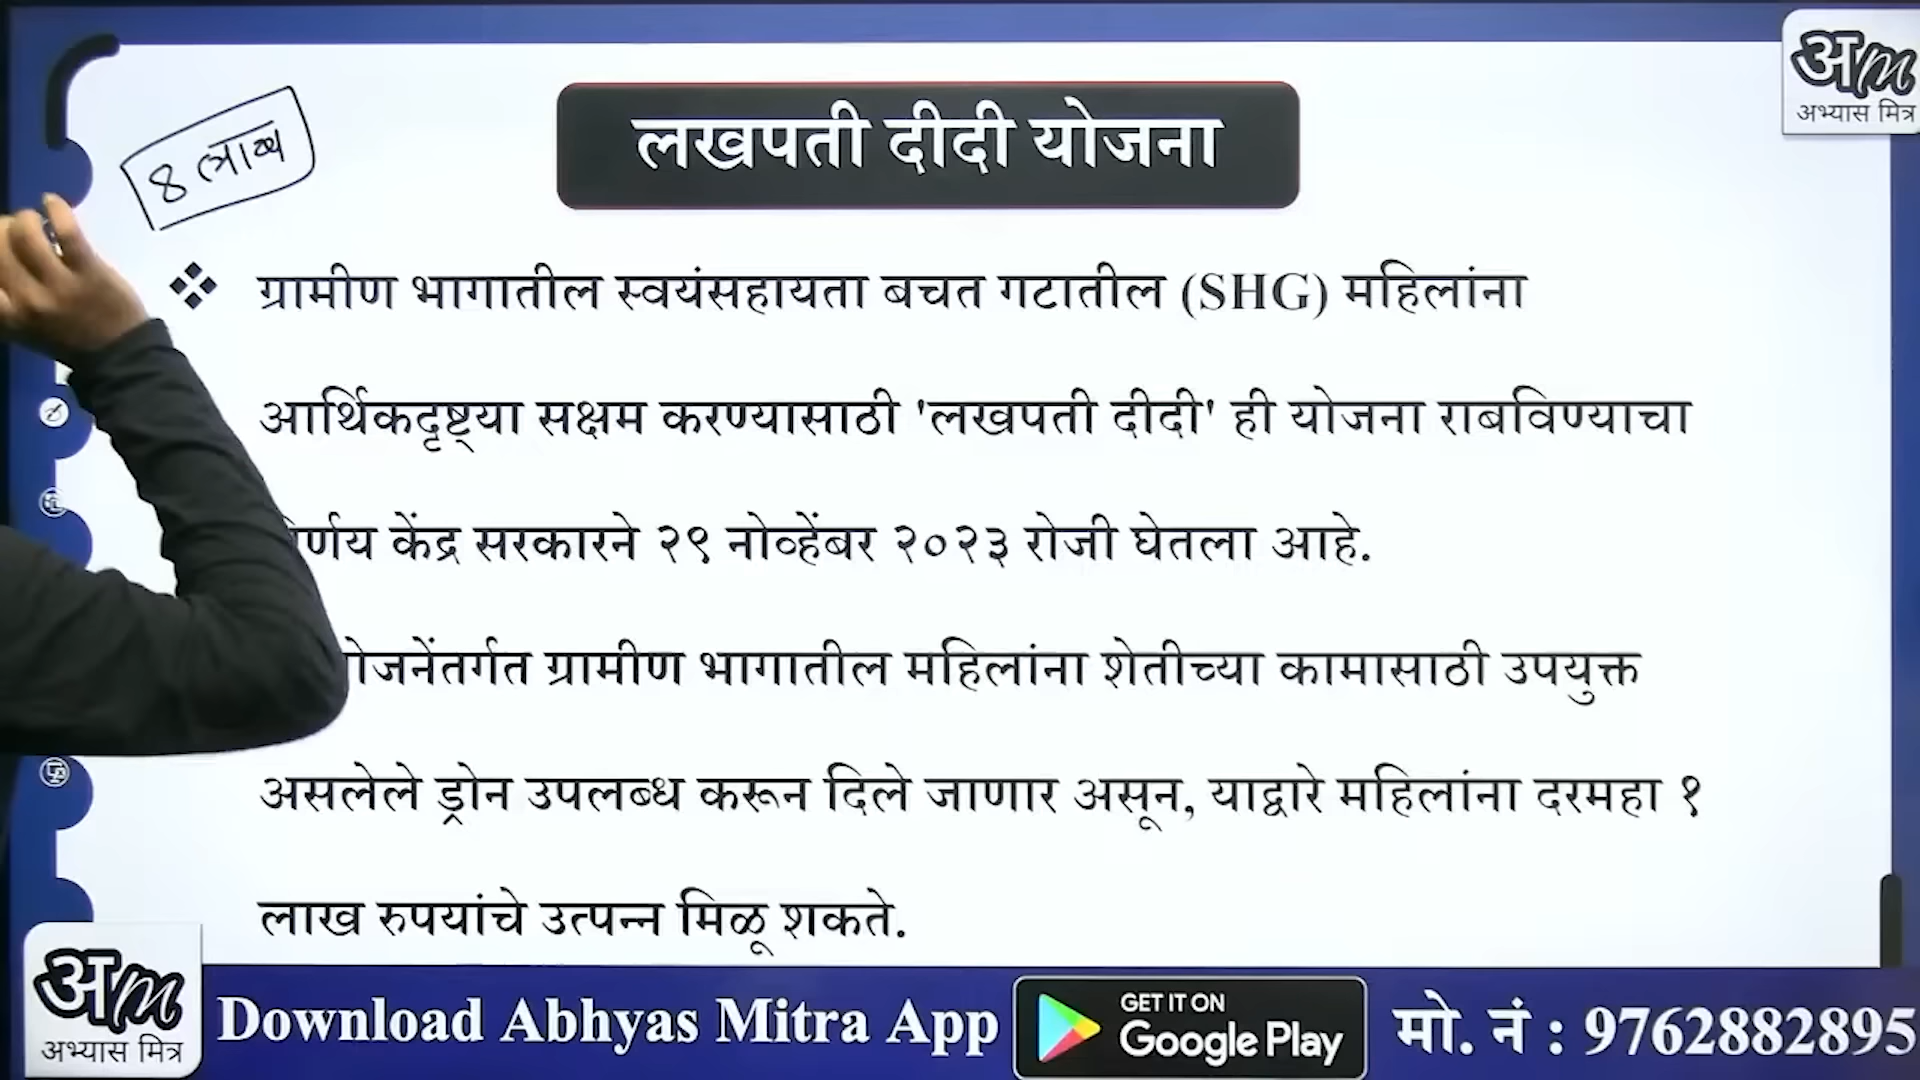 अm
अभ्यास मित्र
लखपती दीदी योजना
ग्रामीण भागातील स्वयंसहायता बचत गटातील (SHG) महिलांना
आर्थिकदृष्ट्या सक्षम करण्यासाठी 'लखपती दीदी' ही योजना राबविण्याचा
र्णय केंद्र सरकारने २९ नोव्हेंबर २०२३ रोजी घेतला आहे.
ोजनेंतर्गत ग्रामीण भागातील महिलांना शेतीच्या कामासाठी उपयुक्त
असलेले ड्रोन उपलब्ध करून दिले जाणार असून, याद्वारे महिलांना दरमहा १
लाख रुपयांचे उत्पन्न मिळू शकते.
अm
अभ्यास मित्र
Download Abhyas Mitra App
GET IT ON
Google Play
मो. नं : 9762882895